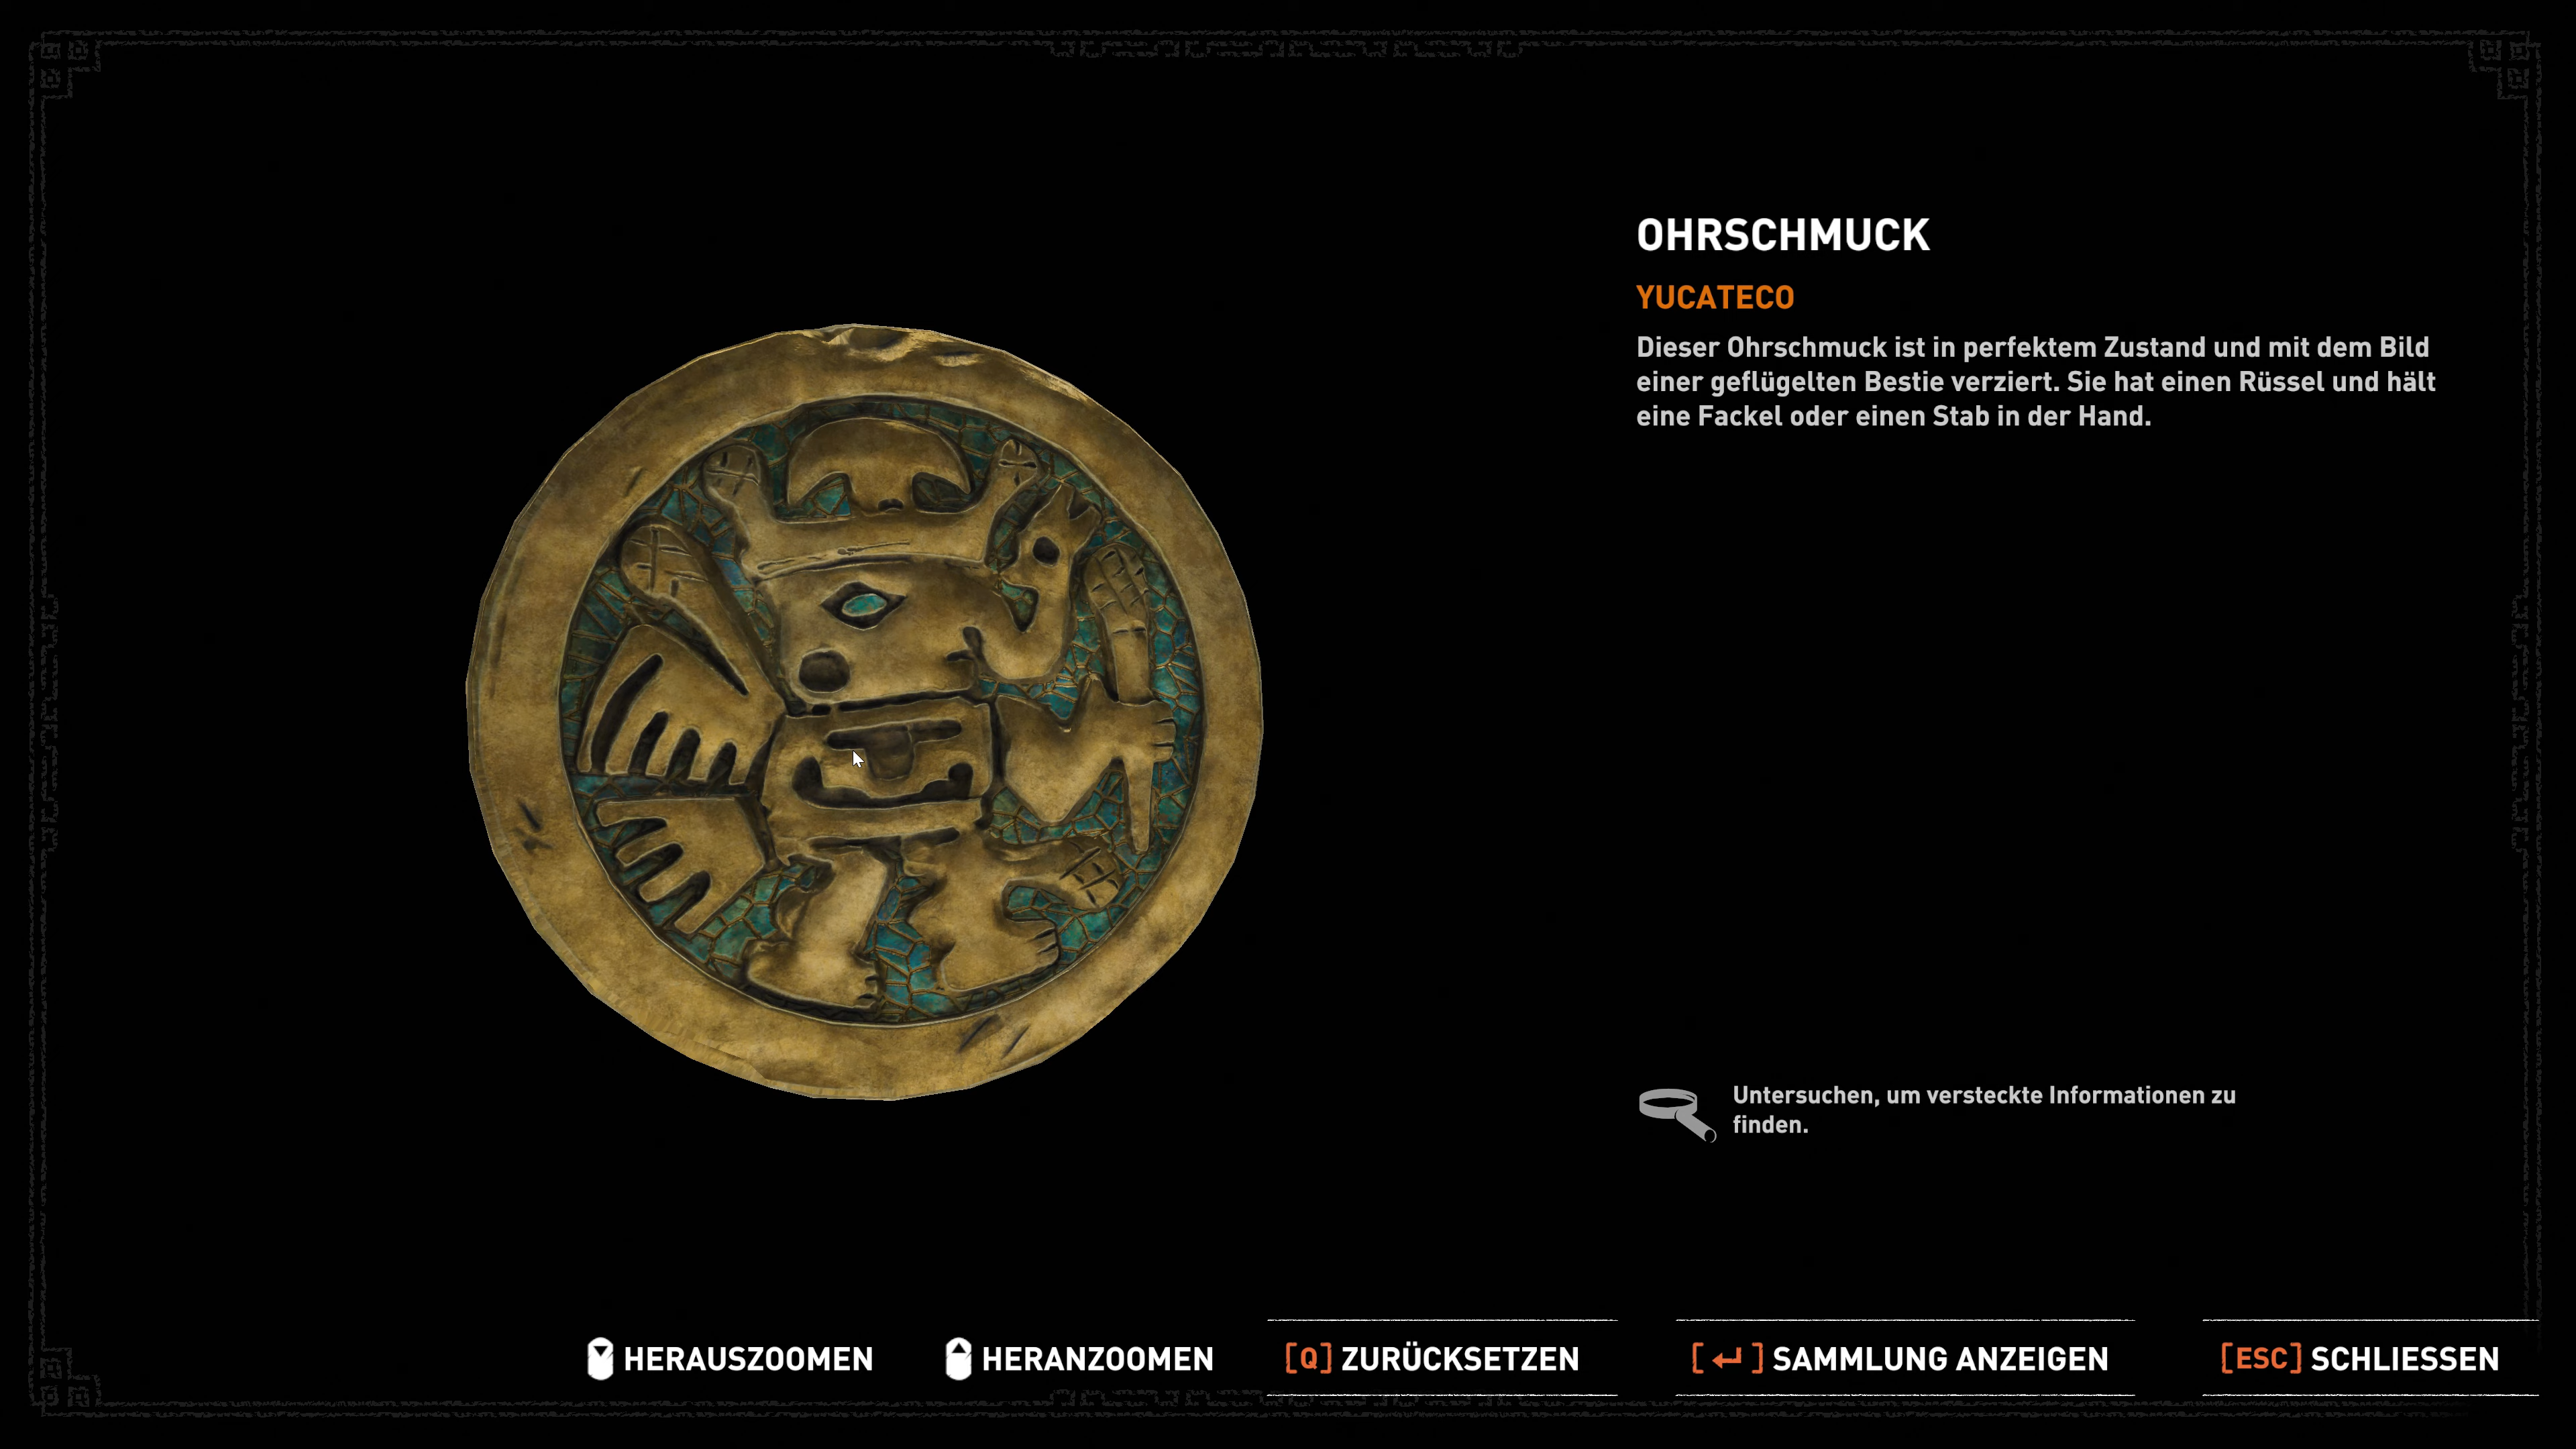 OHRSCHMUCK
YUCATECO
Dieser Ohrschmuck ist in perfektem Zustand und mit dem Bild
einer geflügelten Bestie verziert. Sie hat einen Rüssel und hält
eine Fackel oder einen Stab in der Hand.
Untersuchen, um versteckte Informationen zu
finden.
HERAUSZOOMEN HERANZOOMEN [Q] ZURÜCKSETZEN [↵] SAMMLUNG ANZEIGEN [ESC] SCHLIESSEN